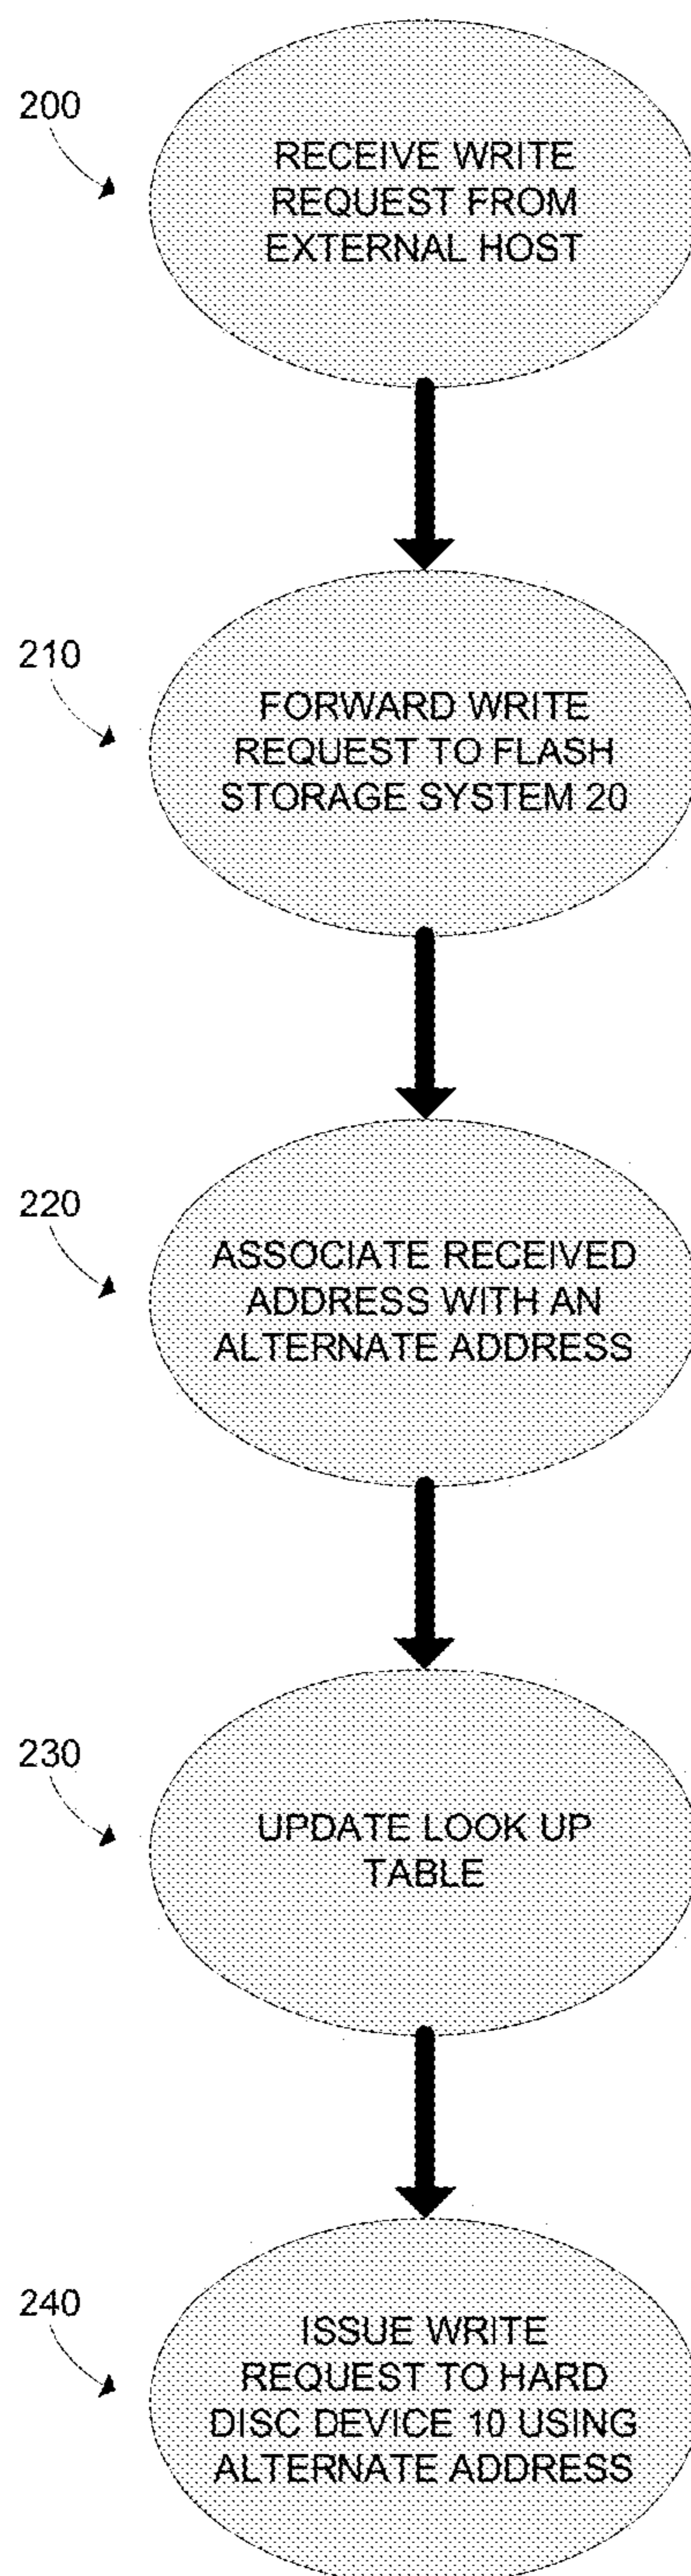 200
RECEIVE WRITE
REQUEST FROM
EXTERNAL HOST
210
FORWARD WRITE
REQUEST TO FLASH
STORAGE SYSTEM 20
220
ASSOCIATE RECEIVED
ADDRESS WITH AN
ALTERNATE ADDRESS
230
UPDATE LOOK UP
TABLE
240
ISSUE WRITE
REQUEST TO HARD
DISC DEVICE 10 USING
ALTERNATE ADDRESS